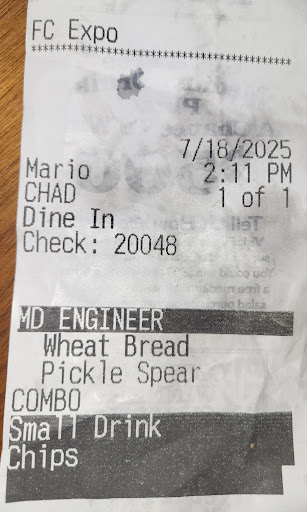 FC Expo
******************************************
7/18/2025
Mario 2:11 PM
CHAD 1 of 1
Dine In
Check: 20048
MD ENGINEER
Wheat Bread
Pickle Spear
COMBO
Small Drink
Chips